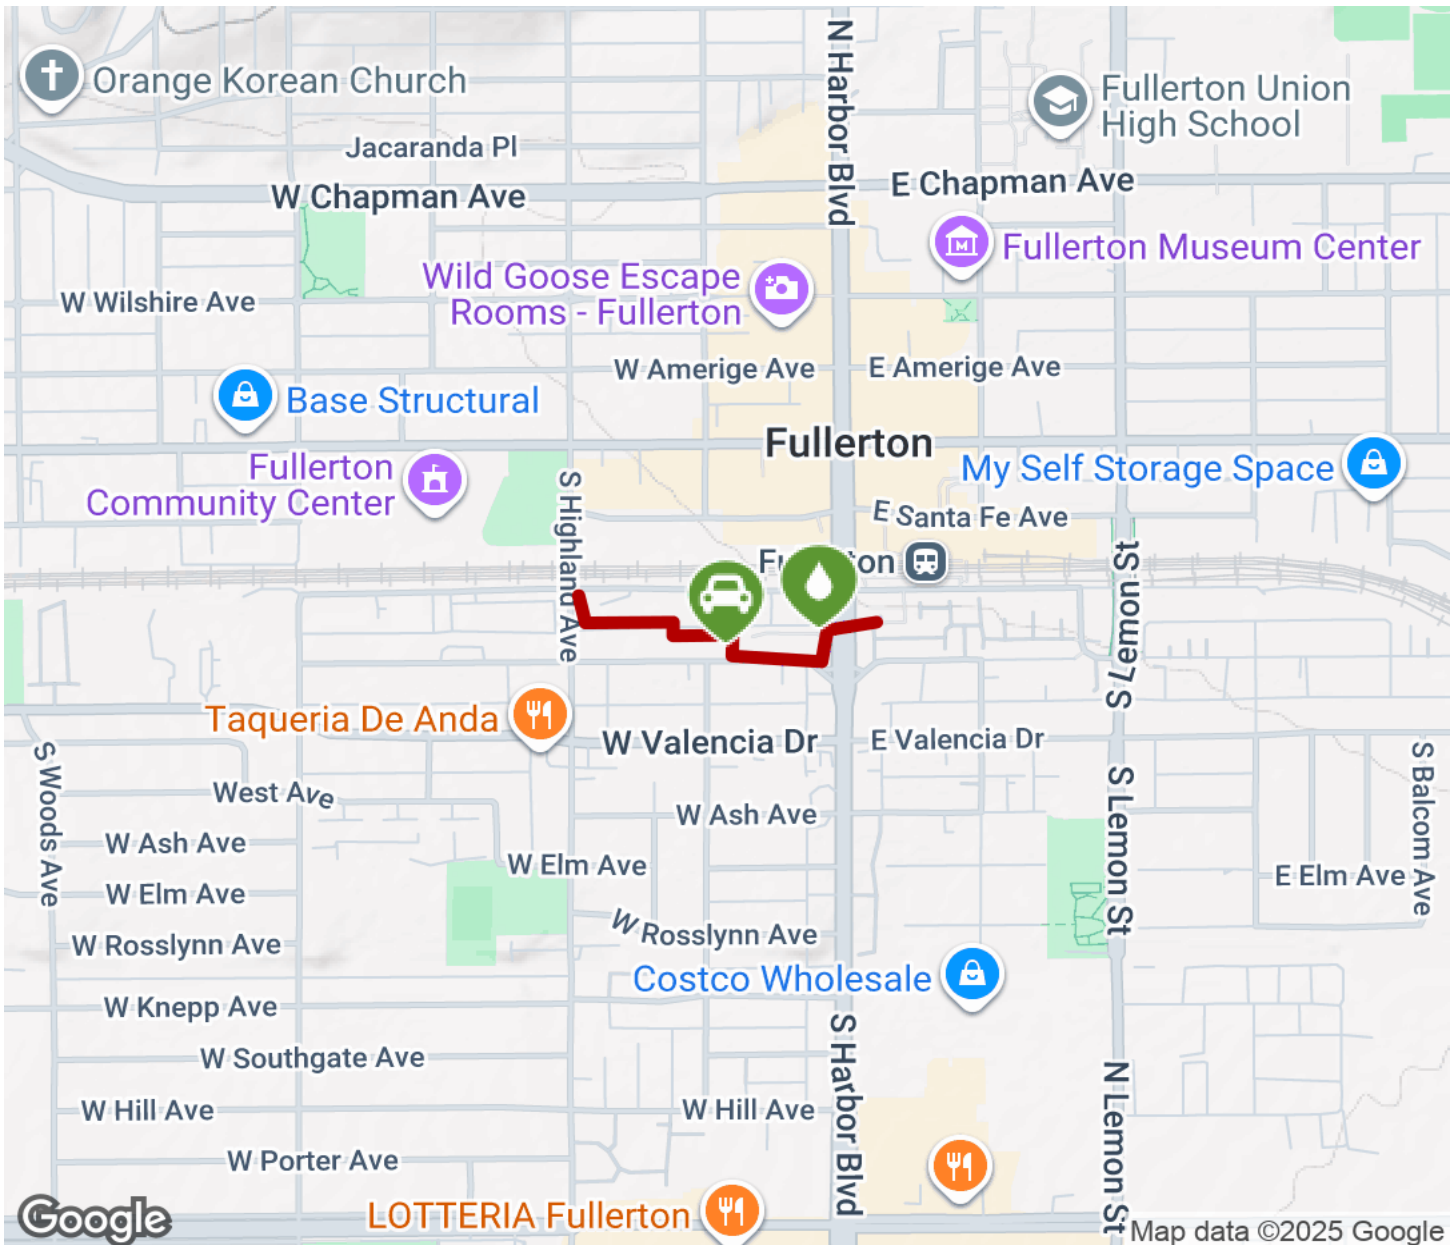 N Harbor Blvd
Orange Korean Church
Fullerton Union
High School
Jacaranda Pl
W Chapman Ave
E Chapman Ave
Fullerton Museum Center
Wild Goose Escape
Rooms - Fullerton
W Wilshire Ave
W Amerige Ave
E Amerige Ave
Base Structural
Fullerton
Fullerton
Community Center
My Self Storage Space
S Highland Ave
E Santa Fe Ave
S Lemon St
Taqueria De Anda
W Valencia Dr
E Valencia Dr
S Woods Ave
S Balcom Ave
West Ave
S Lemon St
W Ash Ave
W Ash Ave
W Elm Ave
E Elm Ave
W Elm Ave
W Rosslynn Ave
W Rosslynn Ave
Costco Wholesale
W Knepp Ave
S Harbor Blvd
W Southgate Ave
N Lemon St
W Hill Ave
W Hill Ave
W Porter Ave
LOTTERIA Fullerton
Google
Map data ©2025 Google